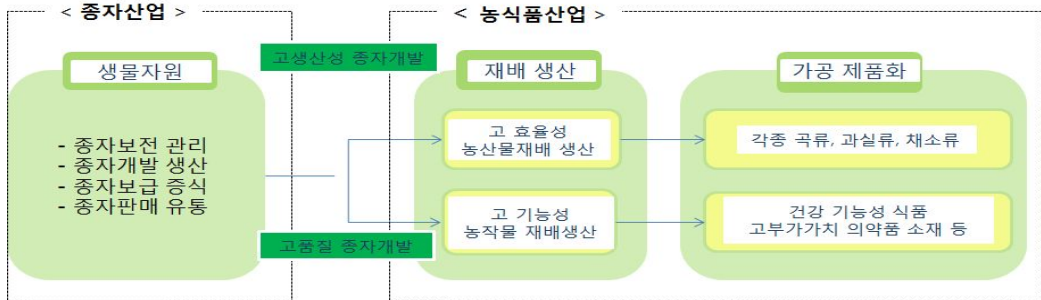 < 종자산업 >
< 농식품산업 >
생물자원
- 종자보전 관리
- 종자개발 생산
- 종자보급 증식
- 종자판매 유통
고생산성 종자개발
고품질 종자개발
재배 생산
고 효율성
농산물재배 생산
고 기능성
농작물 재배생산
가공 제품화
각종 곡류, 과실류, 채소류
건강 기능성 식품
고부가가치 의약품 소재 등